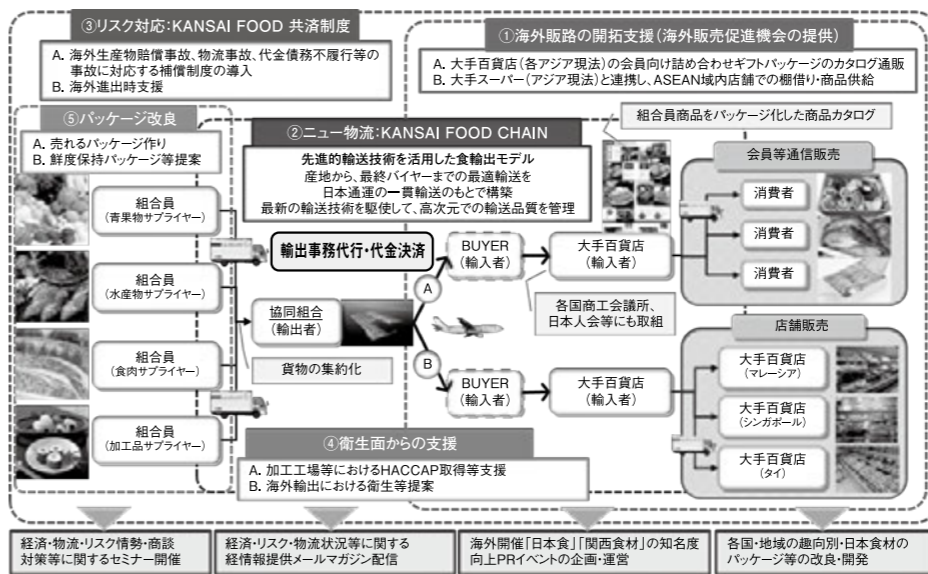 ③リスク対応:KANSAI FOOD 共済制度
A. 海外生産物賠償事故、物流事故、代金債務不履行等の
事故に対応する補償制度の導入
B. 海外進出時支援
①海外販路の開拓支援(海外販売促進機会の提供)
A. 大手百貨店(各アジア現法)の会員向け詰め合わせギフトパッケージのカタログ通販
B. 大手スーパー(アジア現法)と連携し、ASEAN域内店舗での棚借り・商品供給
⑤パッケージ改良
A. 売れるパッケージ作り
B. 鮮度保持パッケージ等提案
②ニュー物流:KANSAI FOOD CHAIN
先進的輸送技術を活用した食輸出モデル
産地から、最終バイヤーまでの最適輸送を
日本通運の一貫輸送のもとで構築
最新の輸送技術を駆使して、高次元での輸送品質を管理
組合員商品をパッケージ化した商品カタログ
会員等通信販売
消費者
消費者
消費者
組合員
(青果物サプライヤー)
組合員
(水産物サプライヤー)
組合員
(食肉サプライヤー)
組合員
(加工品サプライヤー)
輸出事務代行・代金決済
協同組合
(輸出者)
貨物の集約化
A
B
BUYER
(輸入者)
大手百貨店
(輸入者)
各国商工会議所、
日本人会等にも取組
BUYER
(輸入者)
大手百貨店
(輸入者)
店舗販売
大手百貨店
(マレーシア)
大手百貨店
(シンガポール)
大手百貨店
(タイ)
④衛生面からの支援
A. 加工工場等におけるHACCAP取得等支援
B. 海外輸出における衛生等提案
経済・物流・リスク情勢・商談
対策等に関するセミナー開催
経済・リスク・物流状況等に関する
経情報提供メールマガジン配信
海外開催「日本食」「関西食材」の知名度
向上PRイベントの企画・運営
各国・地域の趣向別・日本食材の
パッケージ等の改良・開発